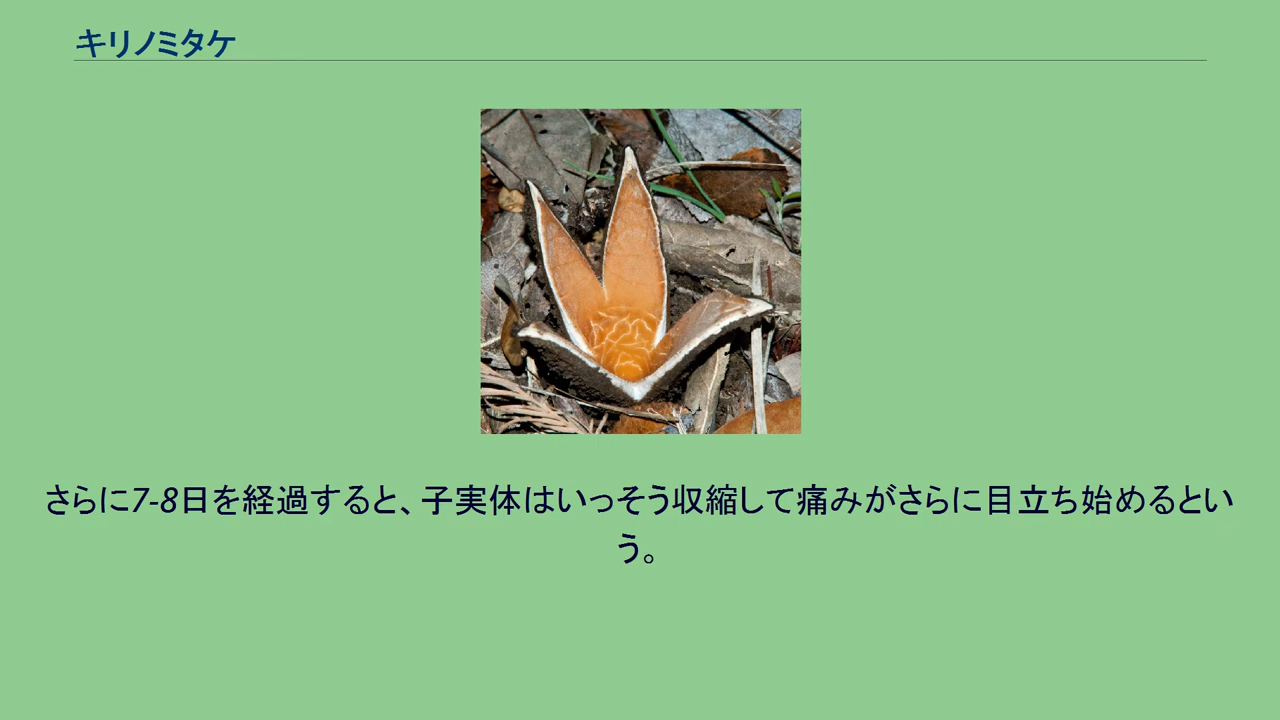 キリノミタケ
さらに7-8日を経過すると、子実体はいっそう収縮して痛みがさらに目立ち始めるとい
う。